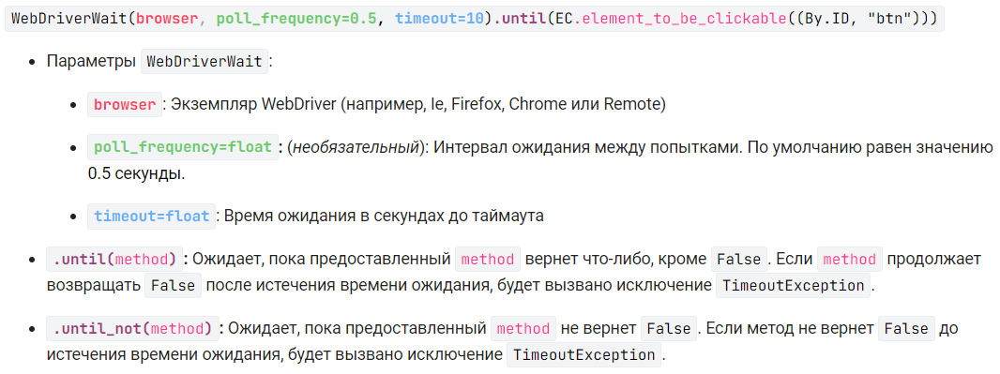 WebDriverWait(browser, poll_frequency=0.5, timeout=10).until(EC.element_to_be_clickable((By.ID, "btn")))
• Параметры WebDriverWait:
• browser: Экземпляр WebDriver (например, Ie, Firefox, Chrome или Remote)
• poll_frequency=float: (необязательный): Интервал ожидания между попытками. По умолчанию равен значению
0.5 секунды.
• timeout=float: Время ожидания в секундах до таймаута
• .until(method): Ожидает, пока предоставленный method вернет что-либо, кроме False. Если method продолжает
возвращать False после истечения времени ожидания, будет вызвано исключение TimeoutException.
• .until_not(method): Ожидает, пока предоставленный method не вернет False. Если метод не вернет False до
истечения времени ожидания, будет вызвано исключение TimeoutException.